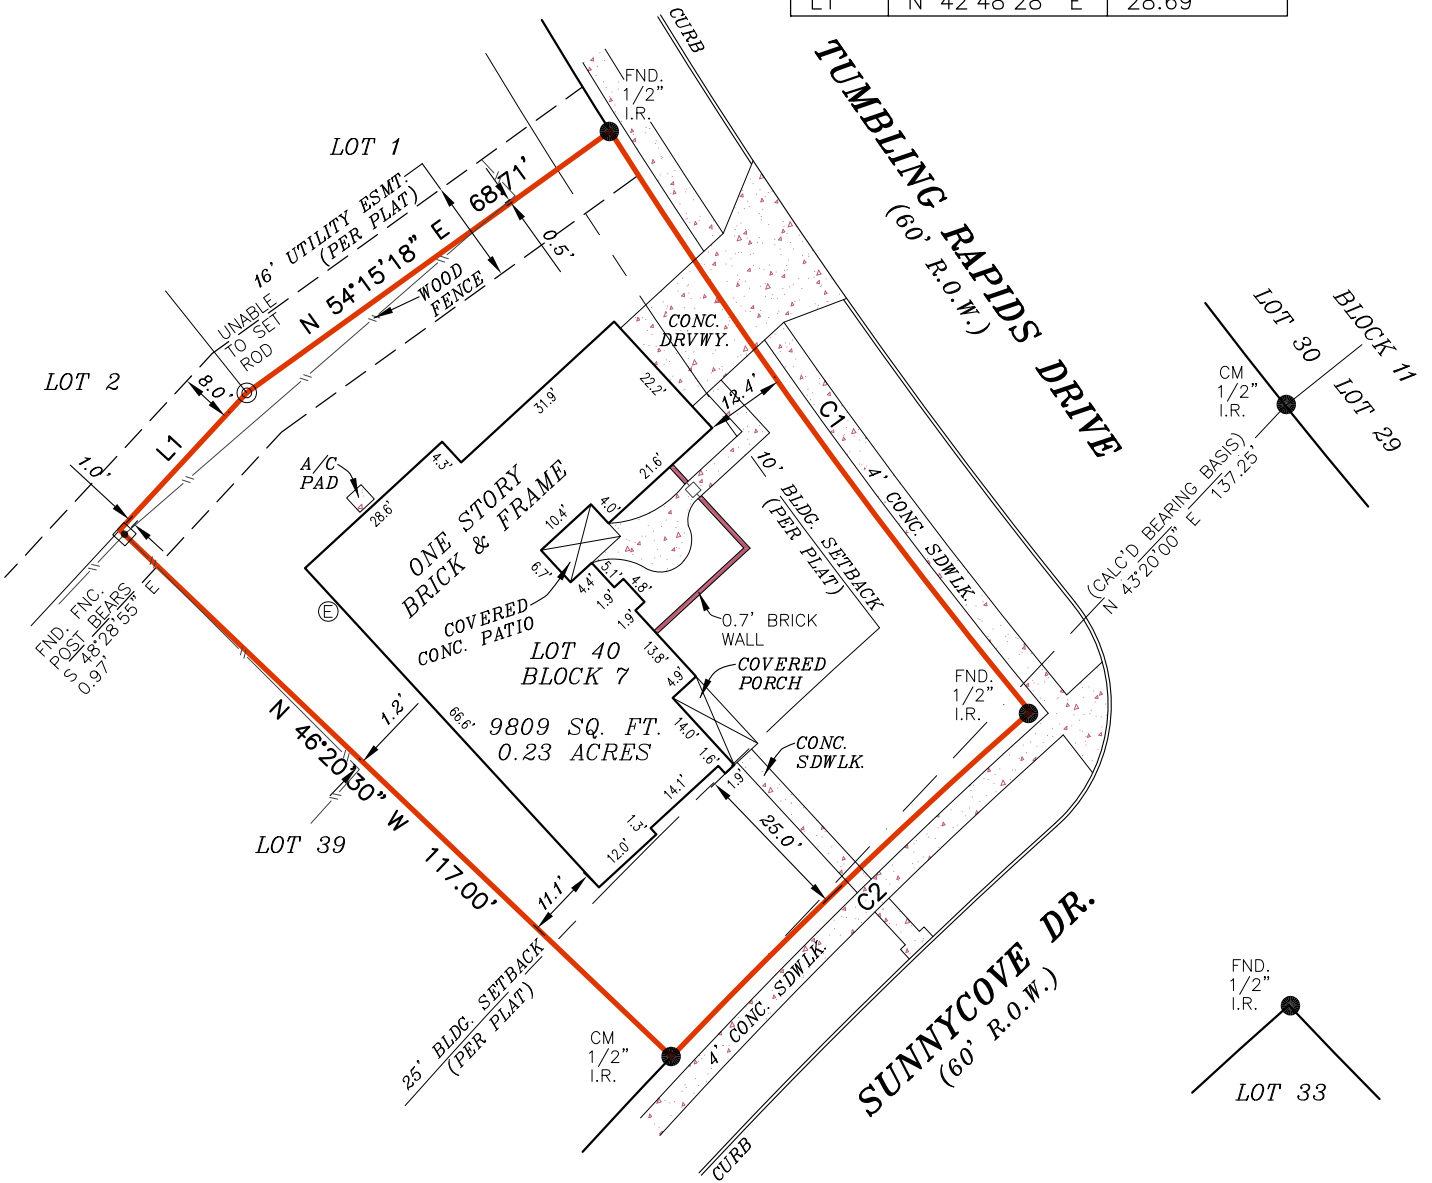 L1 N 42°48'28" E 28.69'
CURB
TUMBLING RAPIDS DRIVE
(60' R.O.W.)
FND.
1/2"
I.R.
LOT 1
16' UTILITY ESMT.
(PER PLAT)
N 54°15'18" E 68.71'
0.5'
WOOD
FENCE
UNABLE
TO SET
ROD
LOT 2
8.0'
L1
1.0'
CONC.
DRVWY.
22.2'
31.9'
12.4'
C1
4' CONC. SDWLK.
LOT 30
BLOCK 11
LOT 29
CM
1/2"
I.R.
(CALC'D BEARING BASIS)
N 43°20'00" E 137.25'
4.3'
A/C
PAD
28.6'
ONE STORY
BRICK & FRAME
21.6'
10'
BLDG. SETBACK
(PER PLAT)
10.4'
4.0'
6.7'
4.4'
5.1'
4.8'
1.9'
1.9'
E
COVERED
CONC. PATIO
0.7' BRICK
WALL
LOT 40
BLOCK 7
13.8'
COVERED
PORCH
4.9'
FND. FNC.
POST BEARS
S 48°28'55" E
0.97'
1.2'
66.6'
9809 SQ. FT.
0.23 ACRES
14.0'
1.6'
1.9'
CONC.
SDWLK.
FND.
1/2"
I.R.
N 46°20'30" W 117.00'
14.1'
1.3'
12.0'
25.0'
LOT 39
11.1'
C2
25' BLDG. SETBACK
(PER PLAT)
CM
1/2"
I.R.
4' CONC. SDWLK.
SUNNYCOVE DR.
(60' R.O.W.)
CURB
FND.
1/2"
I.R.
LOT 33